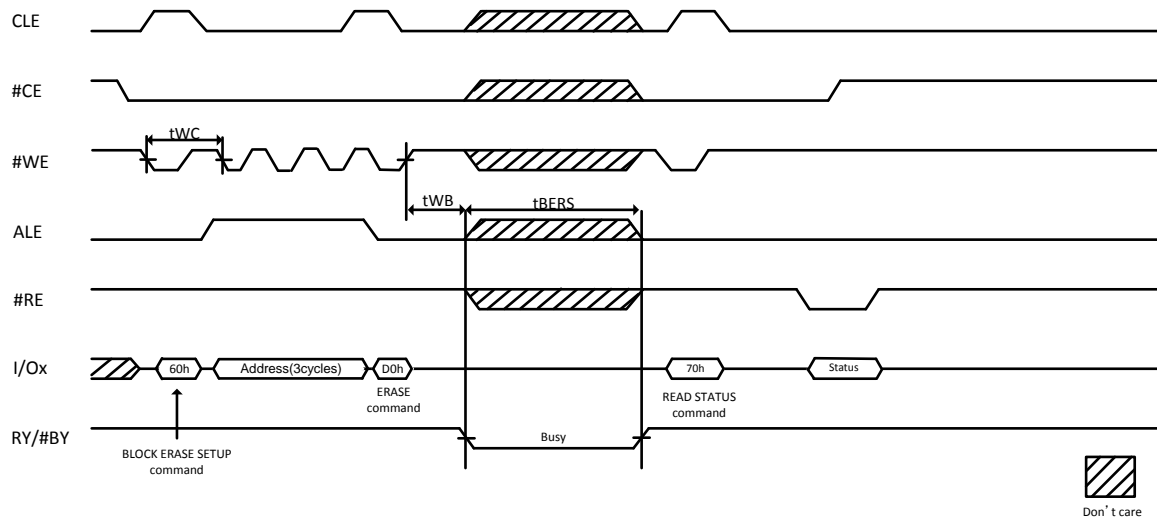 CLE
#CE
tWC
#WE
tWB
tBERS
ALE
#RE
I/Ox
60h
Address(3cycles)
D0h
70h
Status
ERASE
command
READ STATUS
command
RY/#BY
Busy
BLOCK ERASE SETUP
command
Don’t care